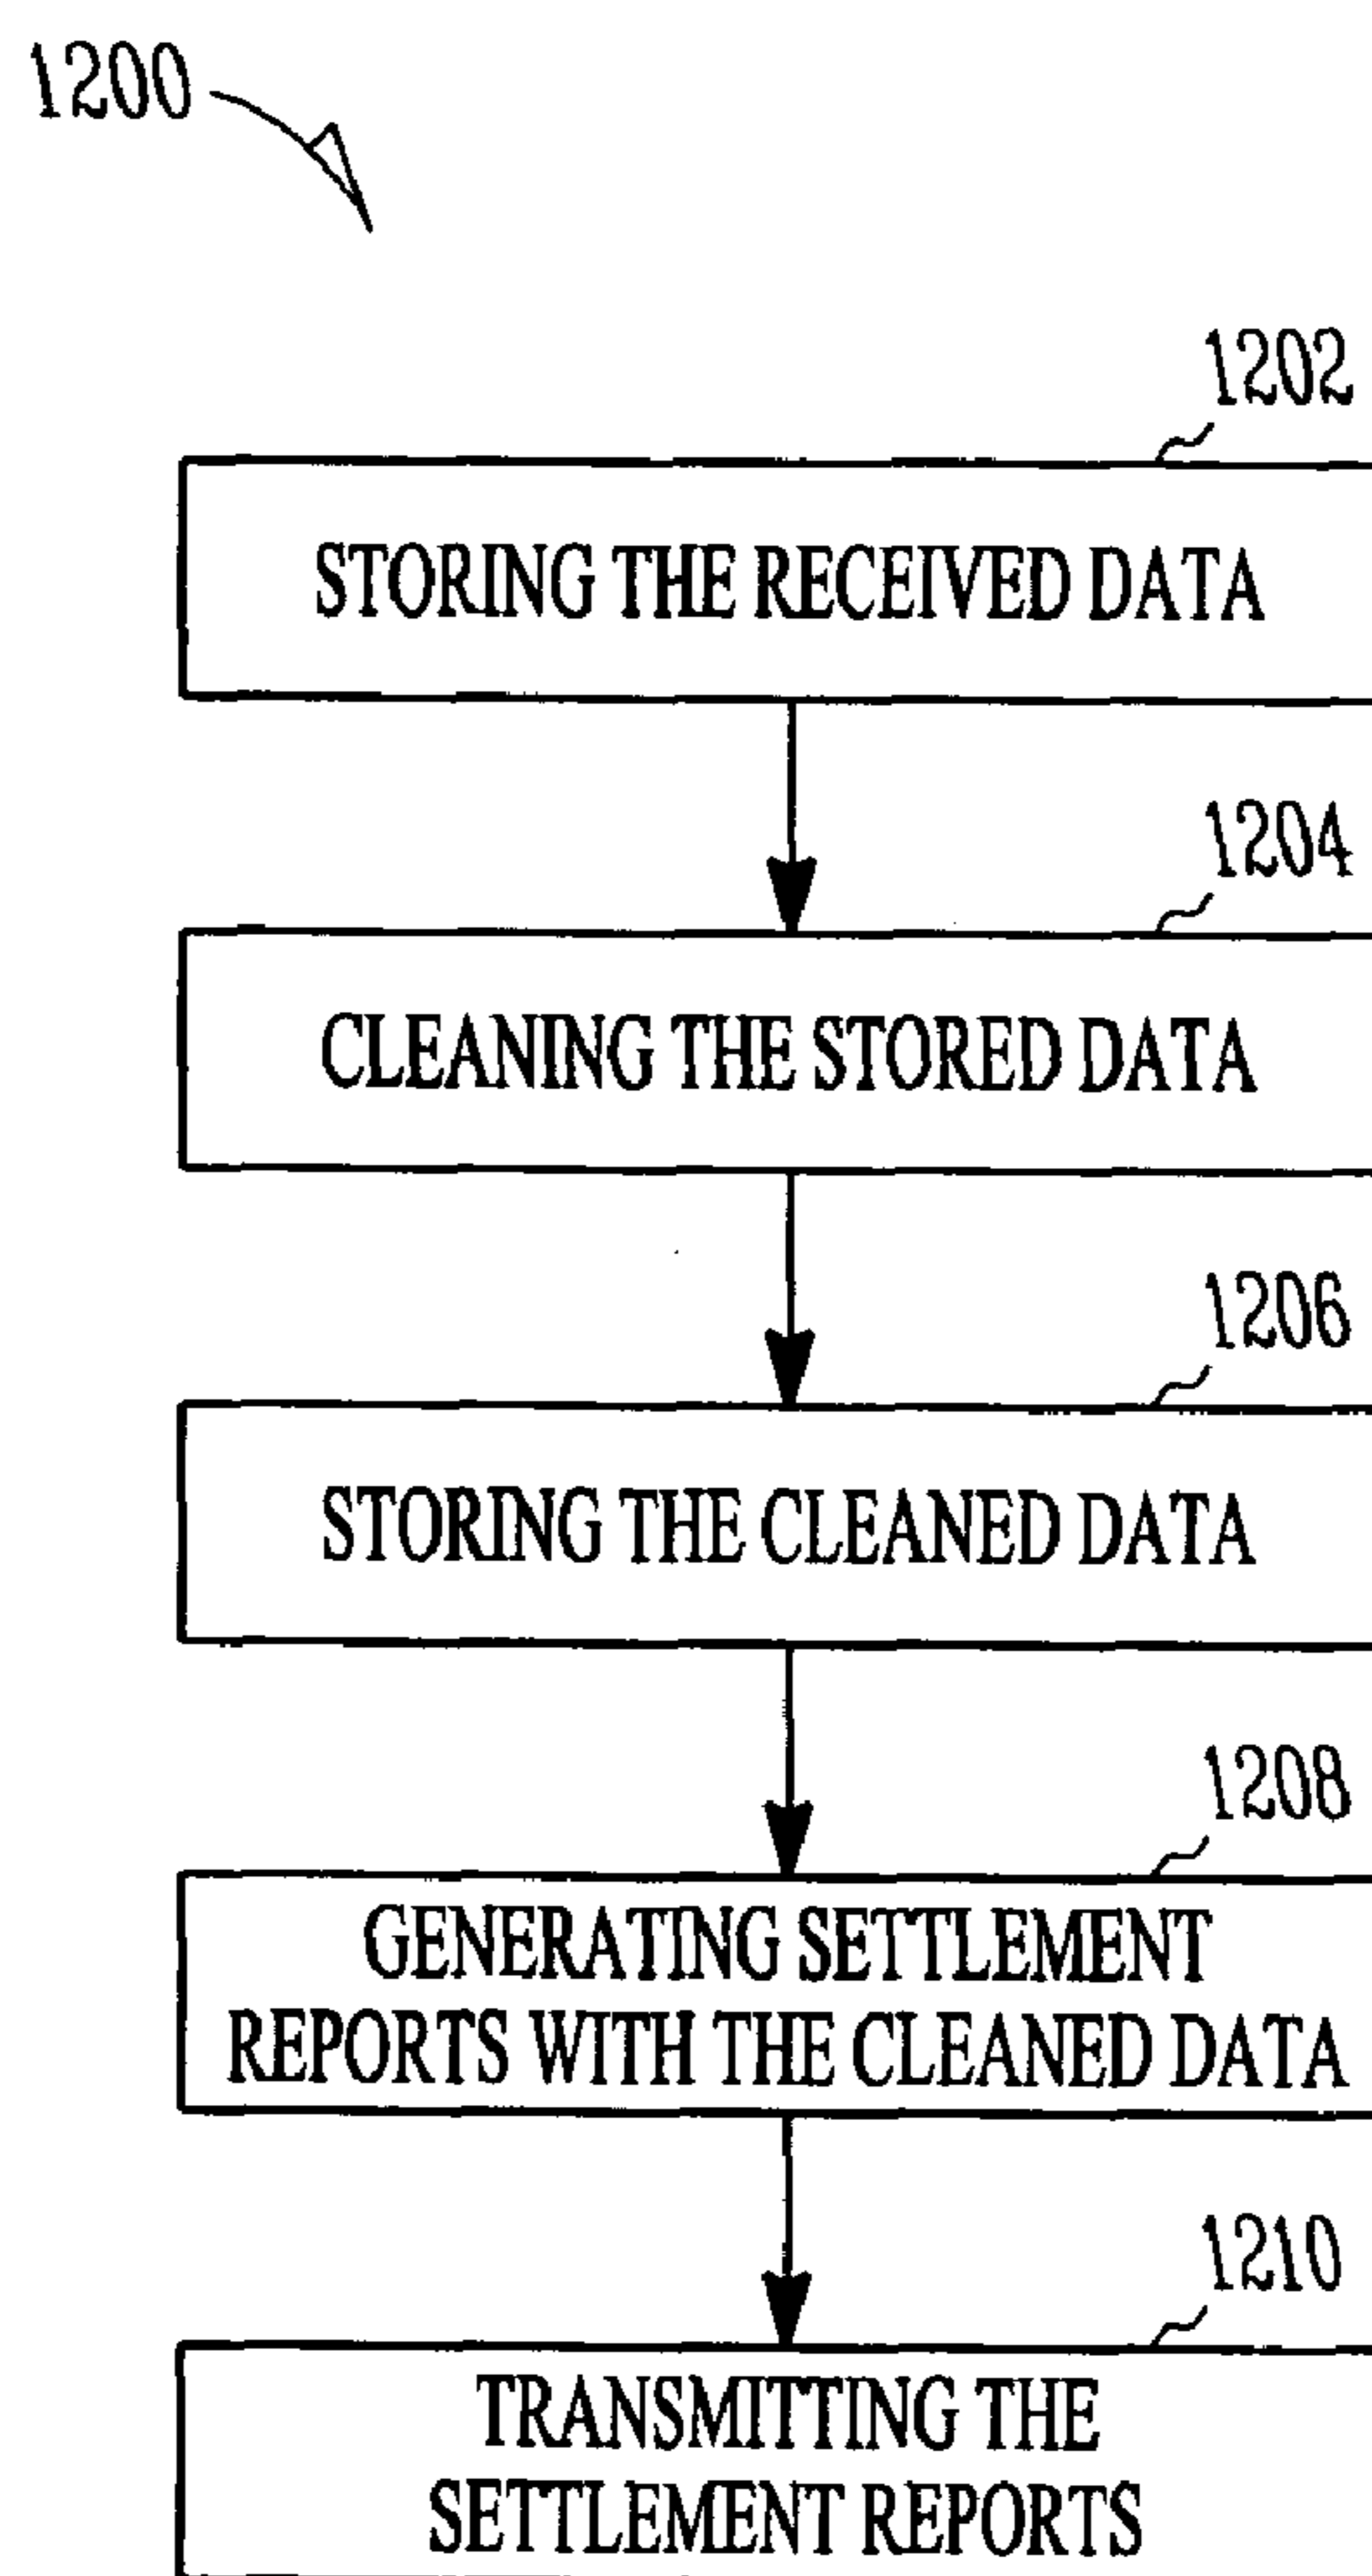 1200
1202
STORING THE RECEIVED DATA
1204
CLEANING THE STORED DATA
1206
STORING THE CLEANED DATA
1208
GENERATING SETTLEMENT
REPORTS WITH THE CLEANED DATA
1210
TRANSMITTING THE
SETTLEMENT REPORTS